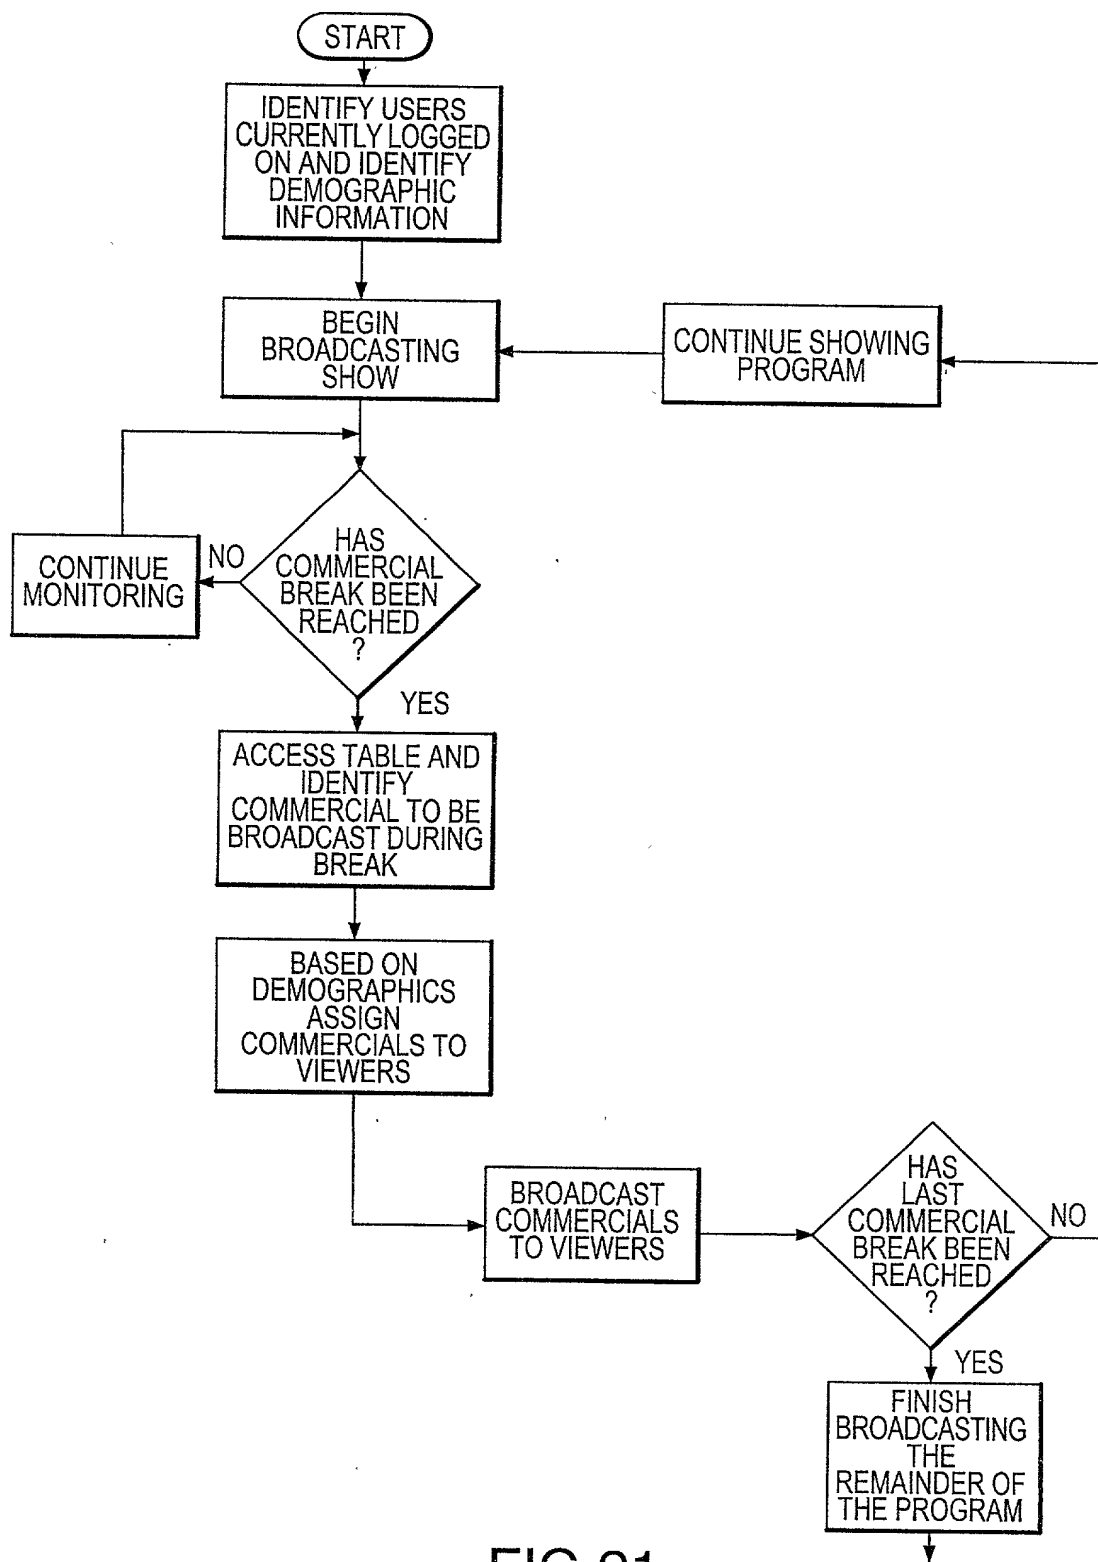 START
IDENTIFY USERS
CURRENTLY LOGGED
ON AND IDENTIFY
DEMOGRAPHIC
INFORMATION
BEGIN
BROADCASTING
SHOW
CONTINUE SHOWING
PROGRAM
CONTINUE
MONITORING
NO
HAS
COMMERCIAL
BREAK BEEN
REACHED
?
YES
ACCESS TABLE AND
IDENTIFY
COMMERCIAL TO BE
BROADCAST DURING
BREAK
BASED ON
DEMOGRAPHICS
ASSIGN
COMMERCIALS TO
VIEWERS
BROADCAST
COMMERCIALS
TO VIEWERS
HAS
LAST
COMMERCIAL
BREAK BEEN
REACHED
?
NO
YES
FINISH
BROADCASTING
THE
REMAINDER OF
THE PROGRAM